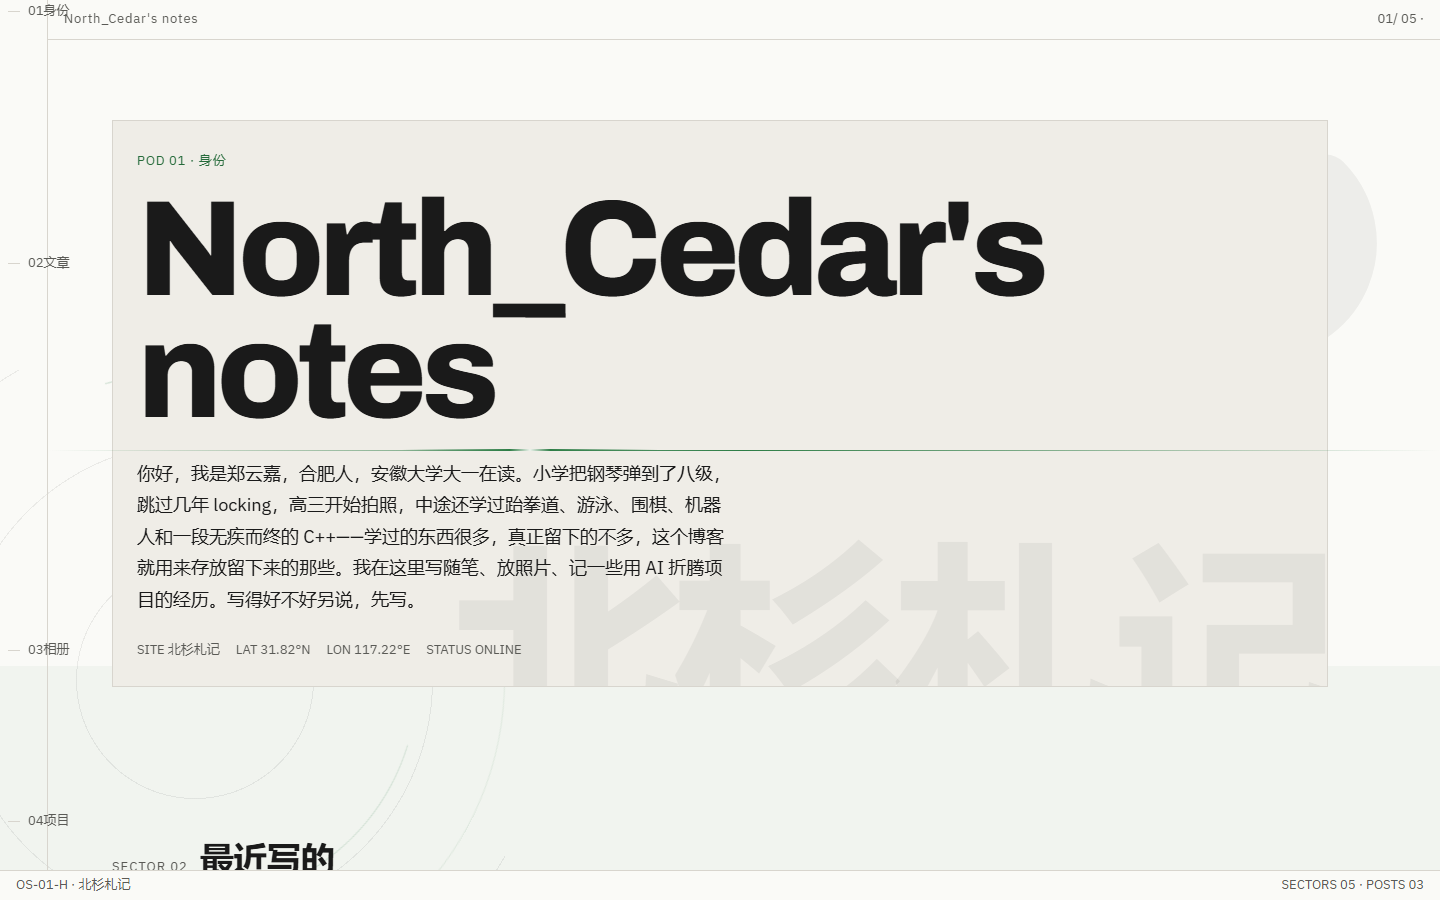 01身份
North_Cedar's notes
01/ 05 ·
POD 01 · 身份
North_Cedar's
notes
02文章
你好，我是郑云嘉，合肥人，安徽大学大一在读。小学把钢琴弹到了八级，
跳过几年 locking，高三开始拍照，中途还学过跆拳道、游泳、围棋、机器
人和一段无疾而终的 C++——学过的东西很多，真正留下的不多，这个博客
就用来存放留下来的那些。我在这里写随笔、放照片、记一些用 AI 折腾项
目的经历。写得好不好另说，先写。
北杉札记
03相册
SITE 北杉札记 LAT 31.82°N LON 117.22°E STATUS ONLINE
04项目
SECTOR 02 最近写的
OS-01-H · 北杉札记
SECTORS 05 · POSTS 03